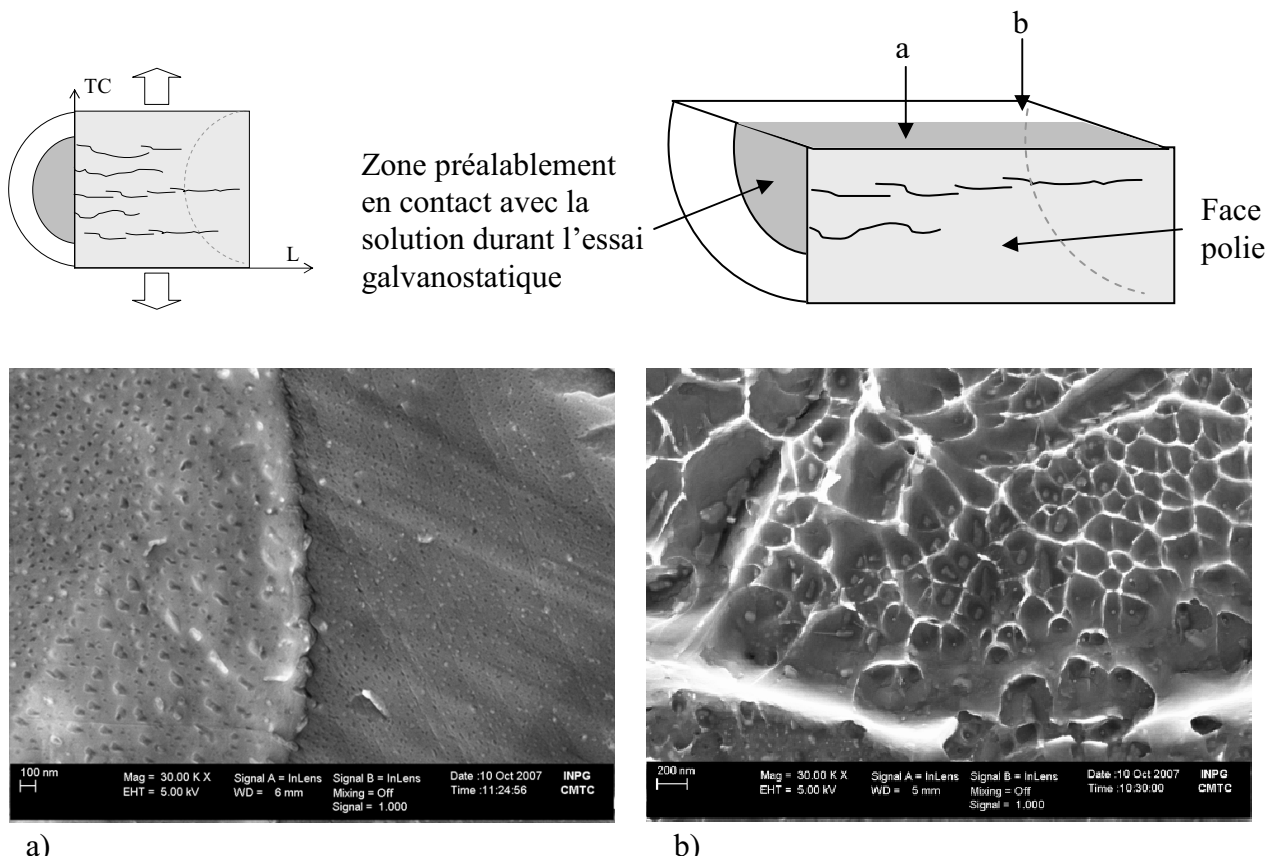 b
a
TC
L
Zone préalablement
en contact avec la
solution durant l’essai
galvanostatique
Face
polie
100 nm
Mag = 30.00 K X Signal A = InLens Signal B = InLens Date :10 Oct 2007 INPG
EHT = 5.00 kV WD = 6 mm Mixing = Off Time :11:24:56 CMTC
Signal = 1.000
200 nm
Mag = 30.00 K X Signal A = InLens Signal B = InLens Date :10 Oct 2007 INPG
EHT = 5.00 kV WD = 5 mm Mixing = Off Time :10:30:00 CMTC
Signal = 1.000
a)
b)